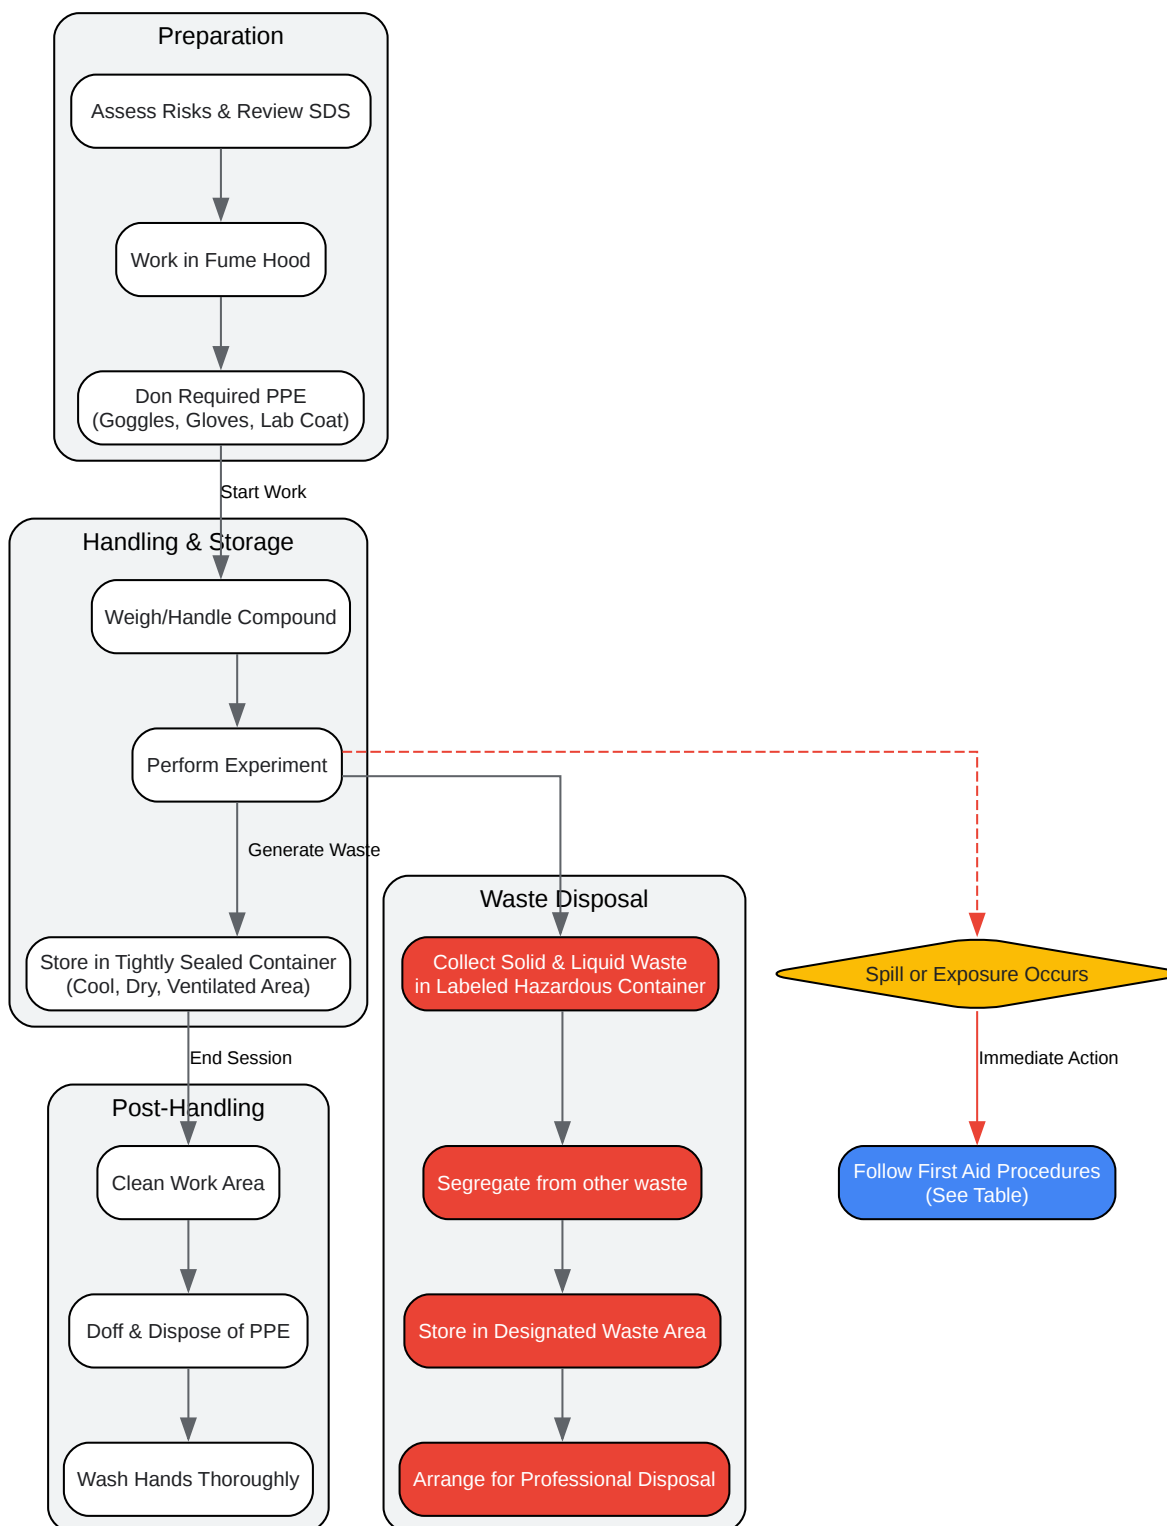 Preparation
Assess Risks & Review SDS
Work in Fume Hood
Don Required PPE
(Goggles, Gloves, Lab Coat)
Start Work
Handling & Storage
Weigh/Handle Compound
Perform Experiment
Generate Waste
Store in Tightly Sealed Container
(Cool, Dry, Ventilated Area)
End Session
Post-Handling
Clean Work Area
Doff & Dispose of PPE
Wash Hands Thoroughly
Waste Disposal
Collect Solid & Liquid Waste
in Labeled Hazardous Container
Segregate from other waste
Store in Designated Waste Area
Arrange for Professional Disposal
Spill or Exposure Occurs
Immediate Action
Follow First Aid Procedures
(See Table)